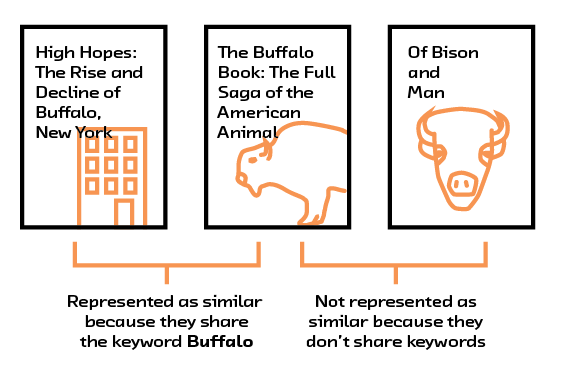 High Hopes:
The Rise and
Decline of
Buffalo,
New York
The Buffalo
Book: The Full
Saga of the
American
Animal
Of Bison
and
Man
Represented as similar
because they share
the keyword Buffalo
Not represented as
similar because they
don't share keywords